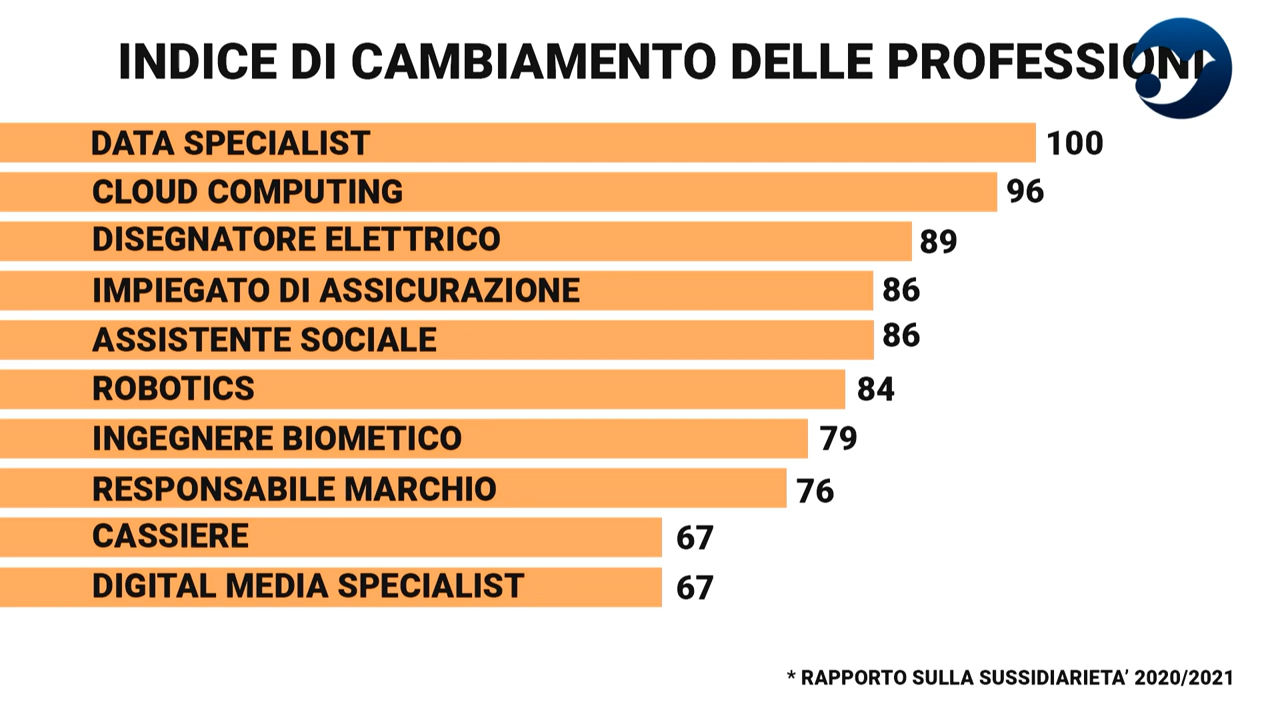 INDICE DI CAMBIAMENTO DELLE PROFESSIONI
DATA SPECIALIST 100
CLOUD COMPUTING 96
DISEGNATORE ELETTRICO 89
IMPIEGATO DI ASSICURAZIONE 86
ASSISTENTE SOCIALE 86
ROBOTICS 84
INGEGNERE BIOMETICO 79
RESPONSABILE MARCHIO 76
CASSIERE 67
DIGITAL MEDIA SPECIALIST 67
* RAPPORTO SULLA SUSSIDIARIETA' 2020/2021